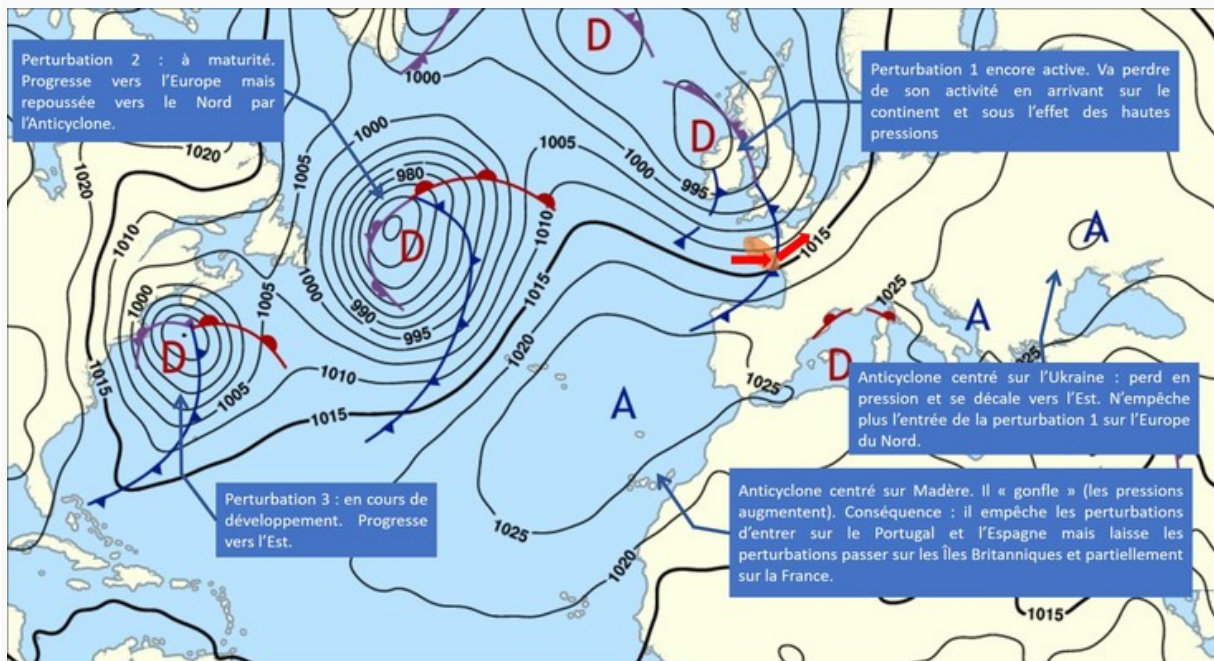 Perturbation 2 : à maturité.
Progresse vers l'Europe mais
repoussée vers le Nord par
l'Anticyclone.
Perturbation 1 encore active. Va perdre
de son activité en arrivant sur le
continent et sous l'effet des hautes
pressions
D
D
D
D
D
A
A
A
1020
1020
1015
1010
1000
1005
1000
980
1000
1005
1010
1000
995
1015
1000
1005
990
995
1015
1020
1025
1025
1025
1010
1005
1015
1025
1020
1015
Anticyclone centré sur l'Ukraine : perd en
pression et se décale vers l'Est. N'empêche
plus l'entrée de la perturbation 1 sur l'Europe
du Nord.
Perturbation 3 : en cours de
développement. Progresse
vers l'Est.
Anticyclone centré sur Madère. Il « gonfle » (les pressions
augmentent). Conséquence : il empêche les perturbations
d'entrer sur le Portugal et l'Espagne mais laisse les
perturbations passer sur les Îles Britanniques et partiellement
sur la France.